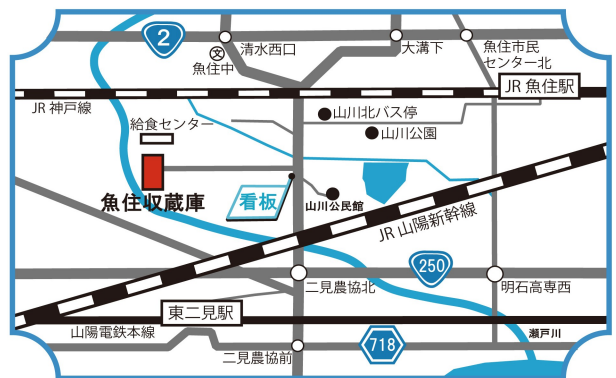 2
清水西口
大溝下
魚住市民
センター北
文
魚住中
JR 魚住駅
JR 神戸線
山川北バス停
給食センター
山川公園
魚住収蔵庫
看板
山川公民館
JR 山陽新幹線
250
二見農協北
明石高専西
東二見駅
山陽電鉄本線
瀬戸川
718
二見農協前